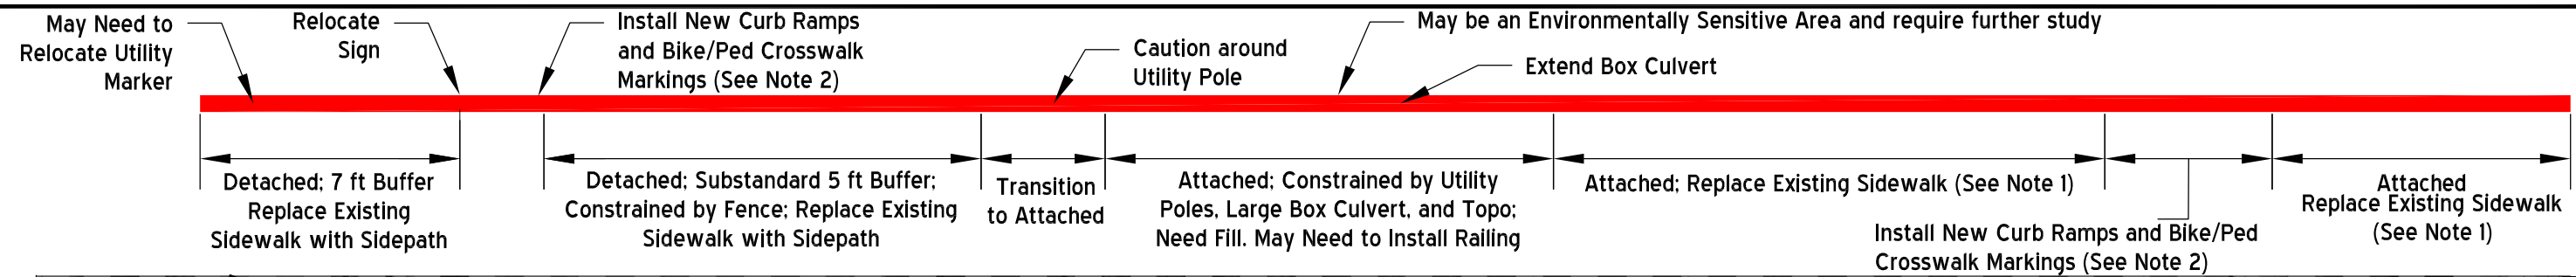 May Need to
Relocate Utility
Marker
Relocate
Sign
Install New Curb Ramps
and Bike/Ped Crosswalk
Markings (See Note 2)
Caution around
Utility Pole
May be an Environmentally Sensitive Area and require further study
Extend Box Culvert
Detached; 7 ft Buffer
Replace Existing
Sidewalk with Sidepath
Detached; Substandard 5 ft Buffer;
Constrained by Fence; Replace Existing
Sidewalk with Sidepath
Transition
to Attached
Attached; Constrained by Utility
Poles, Large Box Culvert, and Topo;
Need Fill. May Need to Install Railing
Attached; Replace Existing Sidewalk (See Note 1)
Install New Curb Ramps and Bike/Ped
Crosswalk Markings (See Note 2)
Attached
Replace Existing Sidewalk
(See Note 1)